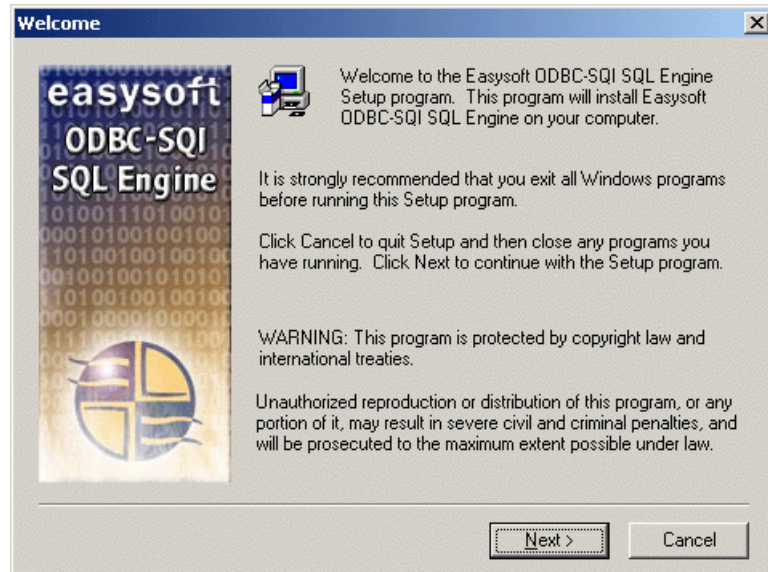 Welcome
easysoft
ODBC-SQI
SQL Engine
Welcome to the Easysoft ODBC-SQI SQL Engine
Setup program.  This program will install Easysoft
ODBC-SQI SQL Engine on your computer.
It is strongly recommended that you exit all Windows programs
before running this Setup program.
Click Cancel to quit Setup and then close any programs you
have running.  Click Next to continue with the Setup program.
WARNING: This program is protected by copyright law and
international treaties.
Unauthorized reproduction or distribution of this program, or any
portion of it, may result in severe civil and criminal penalties, and
will be prosecuted to the maximum extent possible under law.
Next >
Cancel